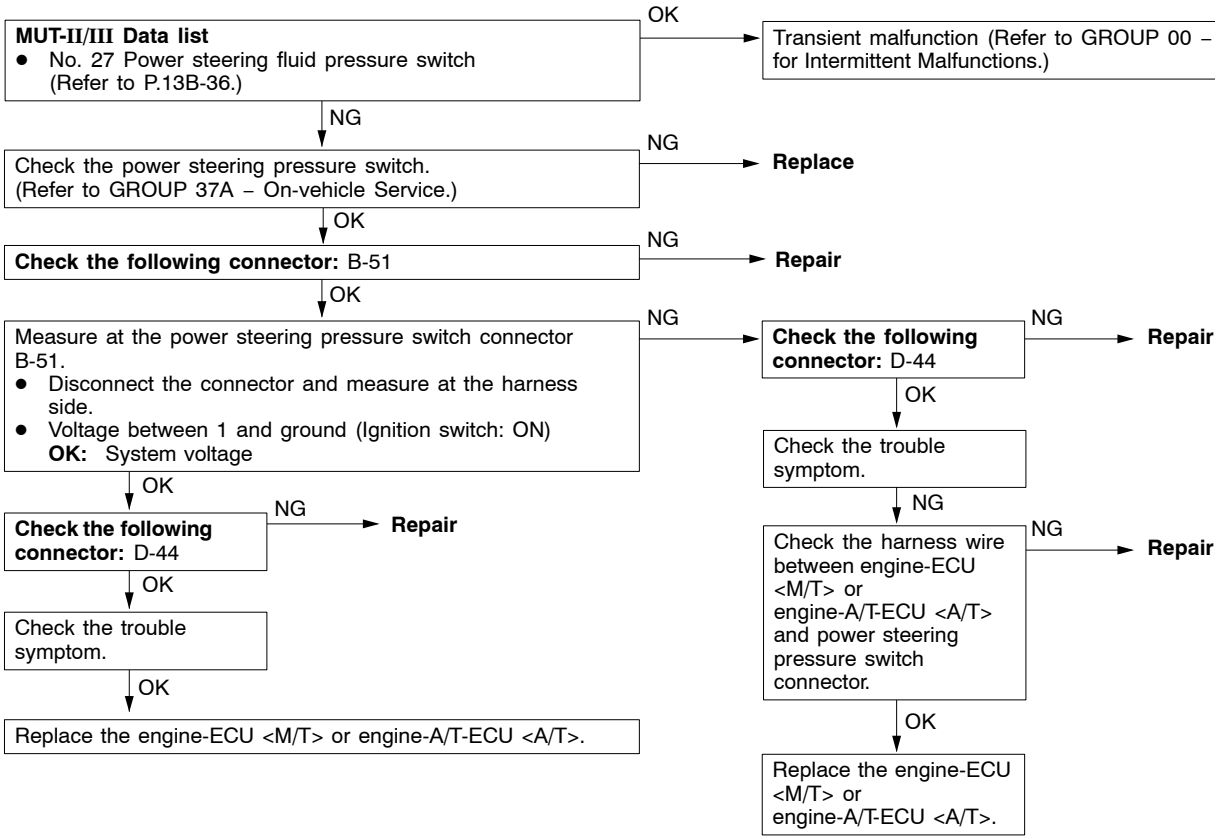 OK
MUT-II/III Data list
● No. 27 Power steering fluid pressure switch
(Refer to P.13B-36.)
Transient malfunction (Refer to GROUP 00 –
for Intermittent Malfunctions.)
NG
NG
Check the power steering pressure switch.
(Refer to GROUP 37A – On-vehicle Service.)
Replace
OK
NG
Check the following connector: B-51
Repair
OK
NG
Measure at the power steering pressure switch connector
B-51.
● Disconnect the connector and measure at the harness
side.
● Voltage between 1 and ground (Ignition switch: ON)
OK: System voltage
NG
Check the following
connector: D-44
Repair
OK
Check the trouble
symptom.
NG
NG
Check the harness wire
between engine-ECU
<M/T> or
engine-A/T-ECU <A/T>
and power steering
pressure switch
connector.
Repair
OK
Replace the engine-ECU
<M/T> or
engine-A/T-ECU <A/T>.
OK
NG
Check the following
connector: D-44
Repair
OK
Check the trouble
symptom.
OK
Replace the engine-ECU <M/T> or engine-A/T-ECU <A/T>.